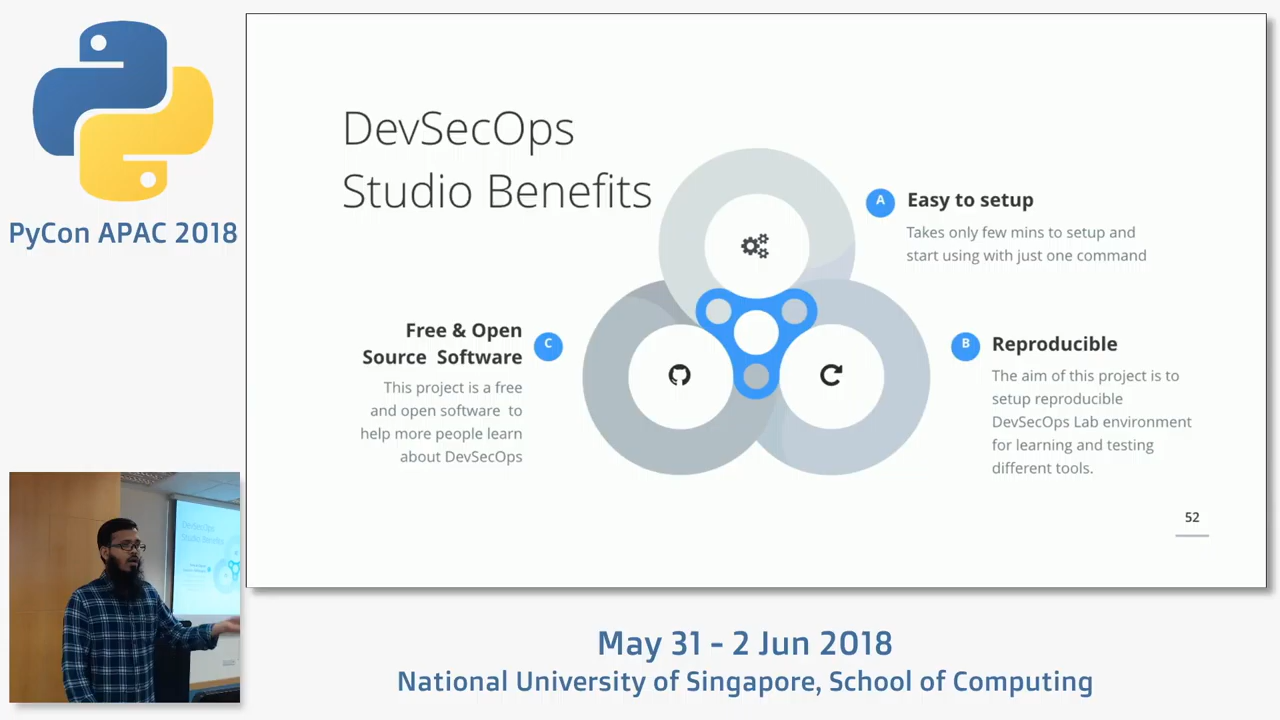 PyCon APAC 2018
DevSecOps
Studio Benefits
A
Easy to setup
Takes only few mins to setup and
start using with just one command
B
Reproducible
The aim of this project is to
setup reproducible
DevSecOps Lab environment
for learning and testing
different tools.
C
Free & Open
Source Software
This project is a free
and open software to
help more people learn
about DevSecOps
52
DevSecOps
Studio Benefits
May 31 - 2 Jun 2018
National University of Singapore, School of Computing